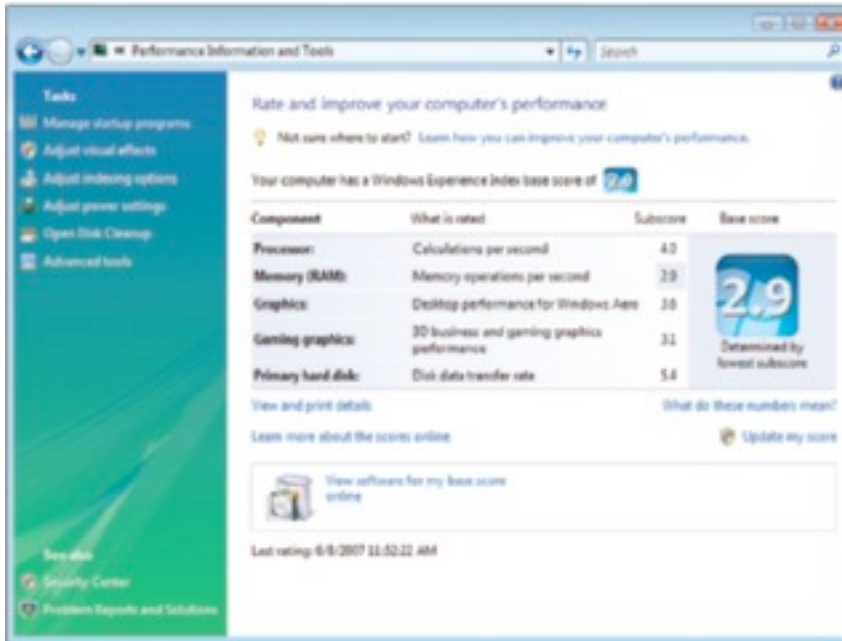 Performance Information and Tools
Search
Tasks
Manage startup programs
Adjust visual effects
Adjust indexing options
Adjust power settings
Open Disk Cleanup
Advanced tools
See also
Security Center
Problem Reports and Solutions
Rate and improve your computer's performance
Not sure where to start? Learn how you can improve your computer's performance.
Your computer has a Windows Experience Index base score of 2.9
Component What is rated Subscore Base score
Processor: Calculations per second 4.0
Memory (RAM): Memory operations per second 2.9
Graphics: Desktop performance for Windows Aero 3.8
Gaming graphics: 3D business and gaming graphics
performance 3.1
Primary hard disk: Disk data transfer rate 5.4
2.9
Determined by
lowest subscore
View and print details What do these numbers mean?
Learn more about the scores online Update my score
View software for my base score
online
Last rating: 6/8/2007 11:52:22 AM